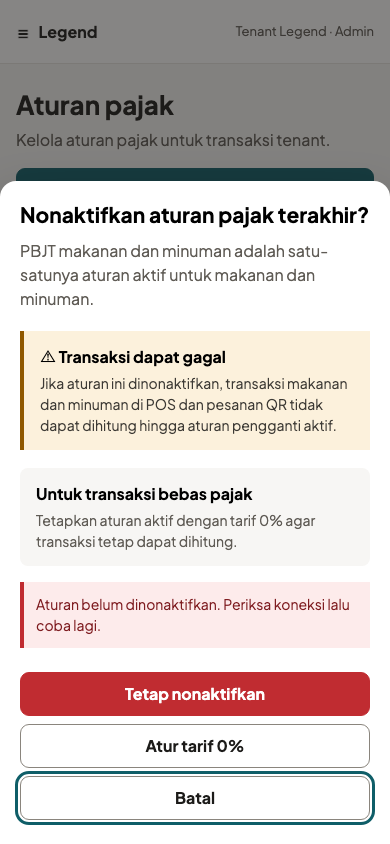 ≡ Legend
Tenant Legend · Admin
Aturan pajak
Kelola aturan pajak untuk transaksi tenant.
Nonaktifkan aturan pajak terakhir?
PBJT makanan dan minuman adalah satu-
satunya aturan aktif untuk makanan dan
minuman.
⚠ Transaksi dapat gagal
Jika aturan ini dinonaktifkan, transaksi makanan
dan minuman di POS dan pesanan QR tidak
dapat dihitung hingga aturan pengganti aktif.
Untuk transaksi bebas pajak
Tetapkan aturan aktif dengan tarif 0% agar
transaksi tetap dapat dihitung.
Aturan belum dinonaktifkan. Periksa koneksi lalu
coba lagi.
Tetap nonaktifkan
Atur tarif 0%
Batal